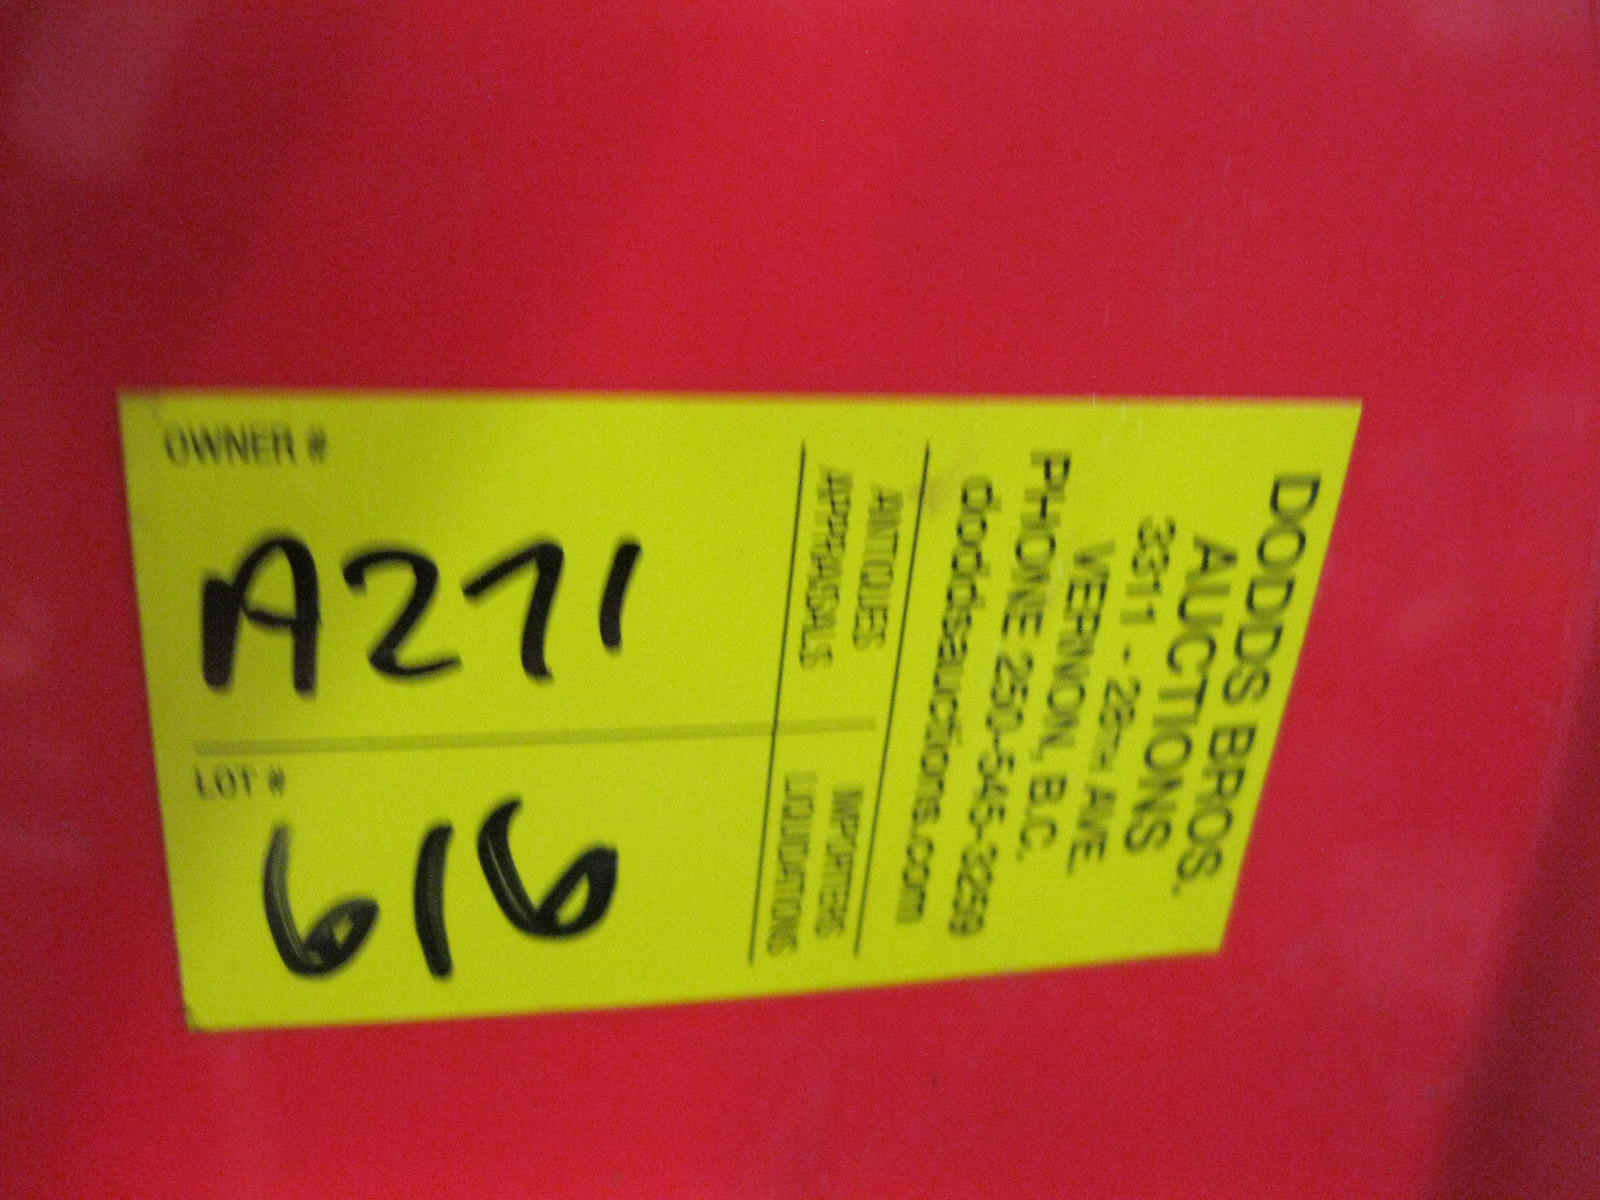 DODDS BROS.
AUCTIONS
3311 - 28TH AVE.
VERNON, B.C.
PHONE 250-545-3259
doddsauctions.com
ANTIQUES IMPORTERS
APPRAISALS LIQUIDATIONS
OWNER #
A271
LOT #
616